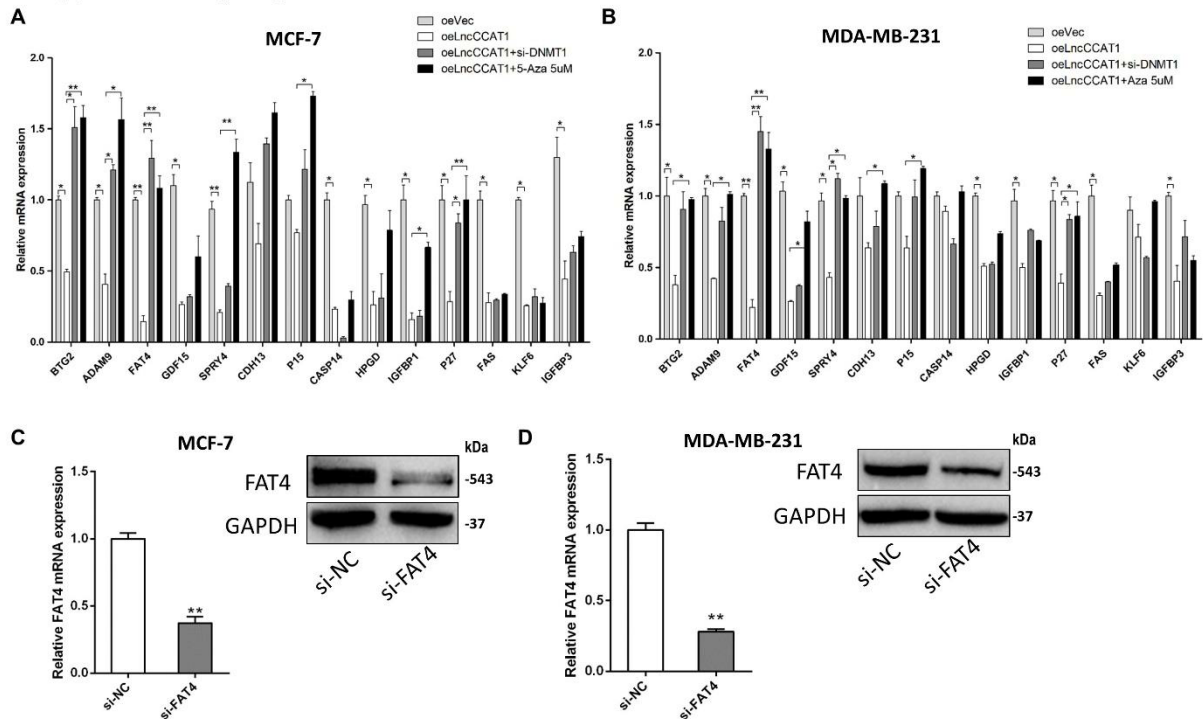 A
MCF-7
oeVec
oeLncCCAT1
oeLncCCAT1+si-DNMT1
oeLncCCAT1+5-Aza 5uM
Relative mRNA expression
2.0
1.5
1.0
0.5
0.0
* ** * * ** ** ** * ** ** * * * * * * ** * * *
BTG2 ADAM9 FAT4 GDF15 SPRY4 CDH13 P15 CASP14 HPGD IGFBP1 P27 FAS KLF6 IGFBP3
B
MDA-MB-231
oeVec
oeLncCCAT1
oeLncCCAT1+si-DNMT1
oeLncCCAT1+Aza 5uM
Relative mRNA expression
2.0
1.5
1.0
0.5
0.0
* * * * ** ** ** * * * * * * * * * * * * * *
BTG2 ADAM9 FAT4 GDF15 SPRY4 CDH13 P15 CASP14 HPGD IGFBP1 P27 FAS KLF6 IGFBP3
C
MCF-7
Relative FAT4 mRNA expression
1.5
1.0
0.5
0.0
**
si-NC si-FAT4
kDa
FAT4 -543
GAPDH -37
si-NC si-FAT4
D
MDA-MB-231
Relative FAT4 mRNA expression
1.5
1.0
0.5
0.0
**
si-NC si-FAT4
kDa
FAT4 -543
GAPDH -37
si-NC si-FAT4